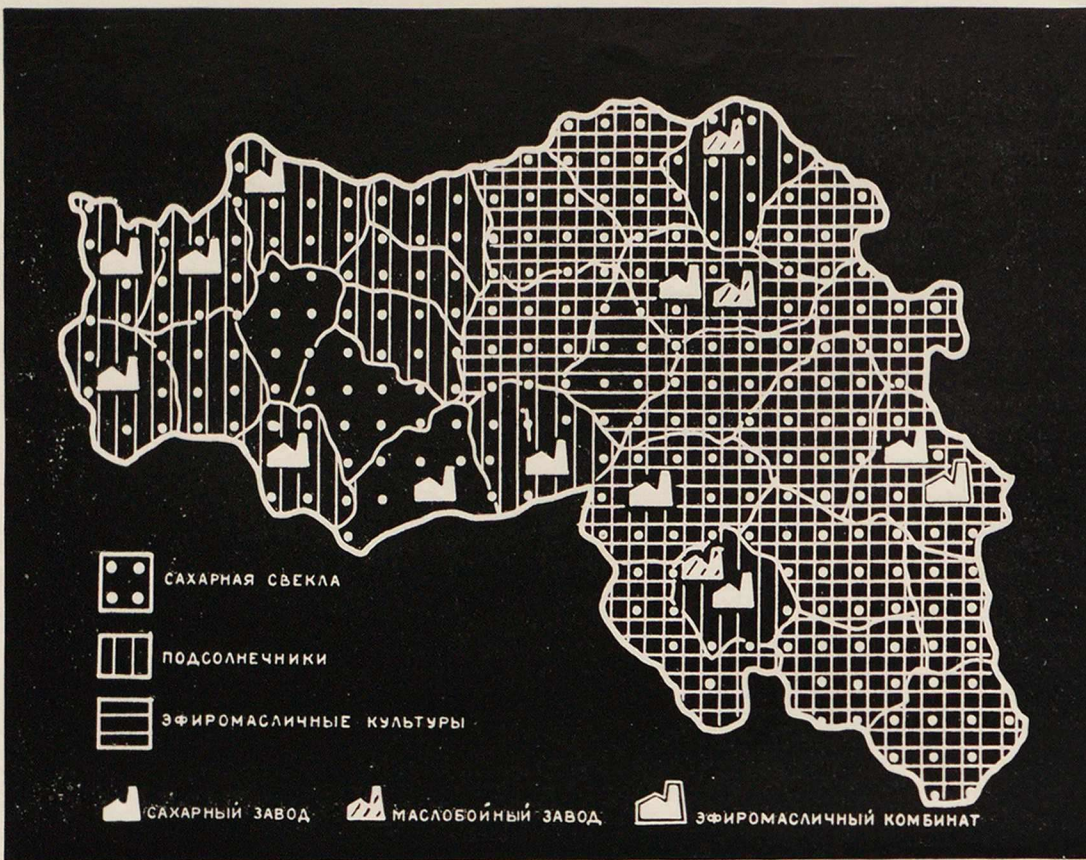 САХАРНАЯ СВЕКЛА
ПОДСОЛНЕЧНИКИ
ЭФИРОМАСЛИЧНЫЕ КУЛЬТУРЫ
САХАРНЫЙ ЗАВОД
МАСЛОБОЙНЫЙ ЗАВОД
ЭФИРОМАСЛИЧНЫЙ КОМБИНАТ